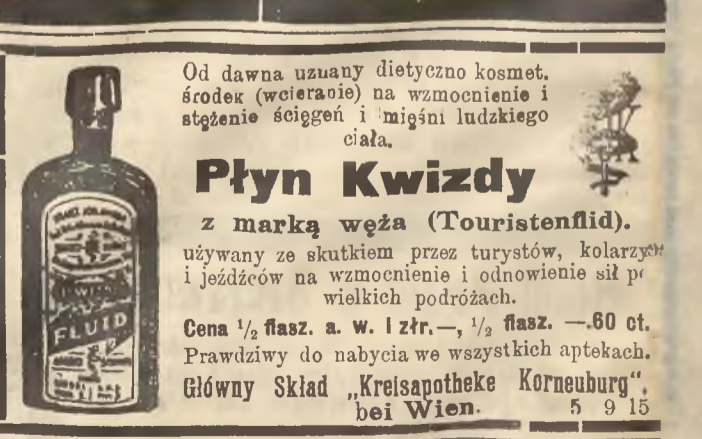 Od dawna uznany dietyczno kosmet.
środek (wcieranie) na wzmocnienie i
stężenie ścięgeń i mięśni ludzkiego
ciała.
Płyn Kwizdy
z marką węża (Touristenflid).
używany ze skutkiem przez turystów, kolarzy
i jeźdźców na wzmocnienie i odnowienie sił
wielkich podróżach.
Cena 1/2 flasz. a. w. 1 złr.—, 1/2 flasz. —.60 ct.
Prawdziwy do nabycia we wszystkich aptekach.
Główny Skład „Kreisapotheke Korneuburg“,
bei Wien. 5 9 15
FLUID